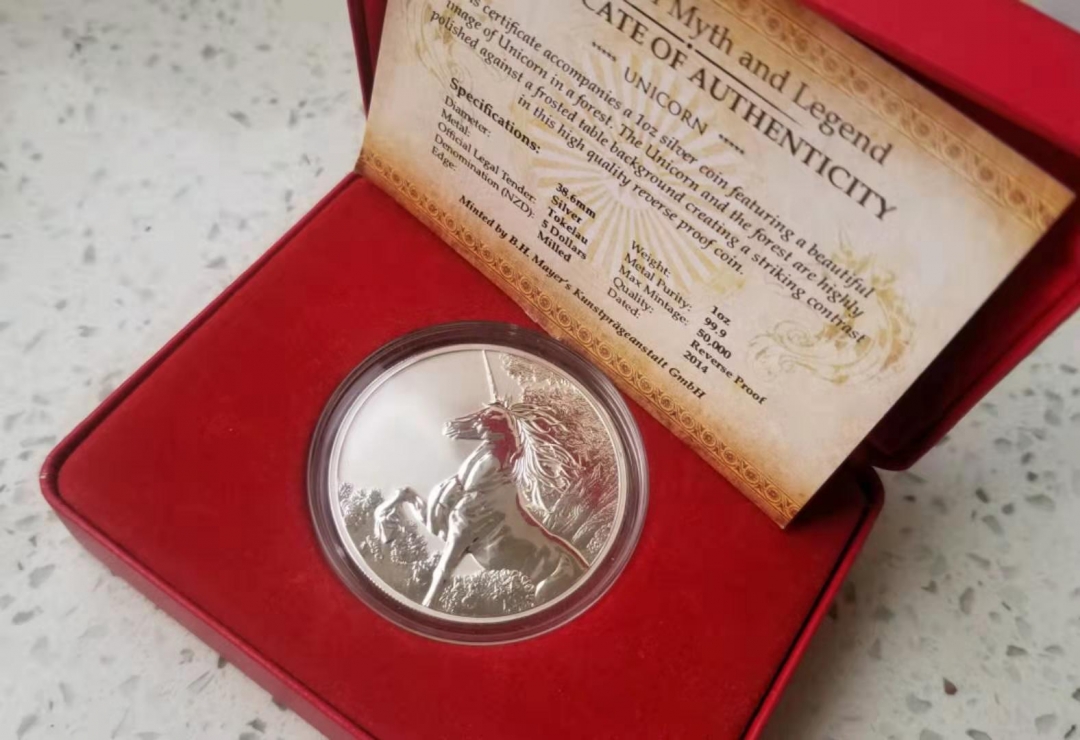 Myth and Legend
CATE OF AUTHENTICITY
***** UNICORN *****
certificate accompanies a 1oz silver coin featuring a beautiful
image of Unicorn in a forest. The Unicorn and the forest are highly
polished against a frosted table background creating a striking contrast
in this high quality reverse proof coin.
Specifications:
Diameter: 38.6mm
Metal: Silver
Official Legal Tender: Tokelau
Denomination (NZD): 5 Dollars
Edge: Milled
Weight: 1oz
Metal Purity: 99.9
Max Mintage: 50,000
Quality: Reverse Proof
Dated: 2014
Minted by B.H. Mayer's Kunstprägeanstalt GmbH